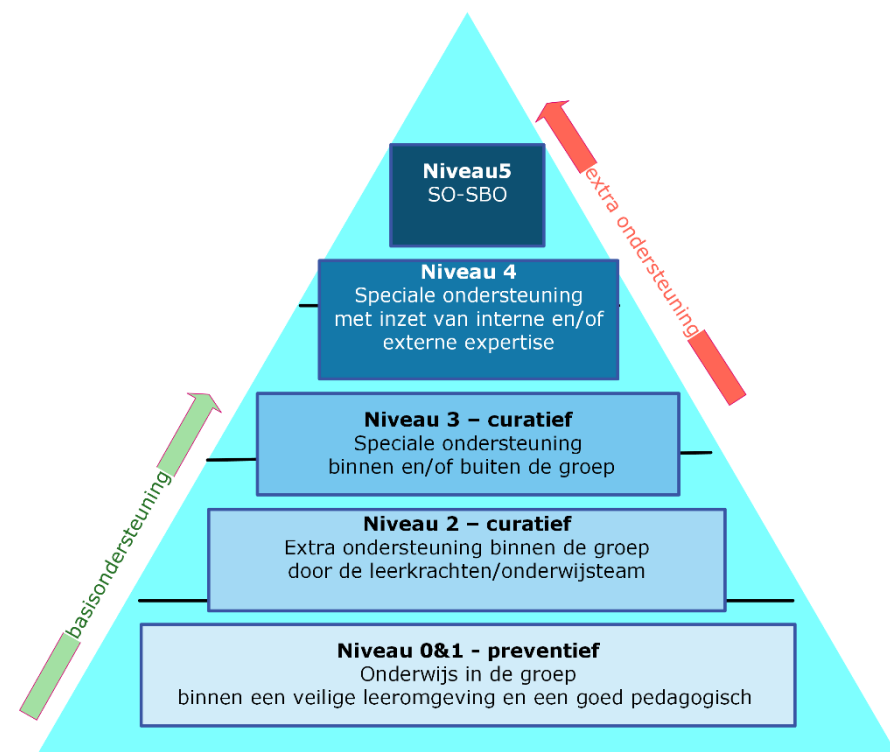 Niveau5
SO-SBO
extra ondersteuning
Niveau 4
Speciale ondersteuning
met inzet van interne en/of
externe expertise
Niveau 3 – curatief
Speciale ondersteuning
binnen en/of buiten de groep
basisondersteuning
Niveau 2 – curatief
Extra ondersteuning binnen de groep
door de leerkrachten/onderwijsteam
Niveau 0&1 - preventief
Onderwijs in de groep
binnen een veilige leeromgeving en een goed pedagogisch